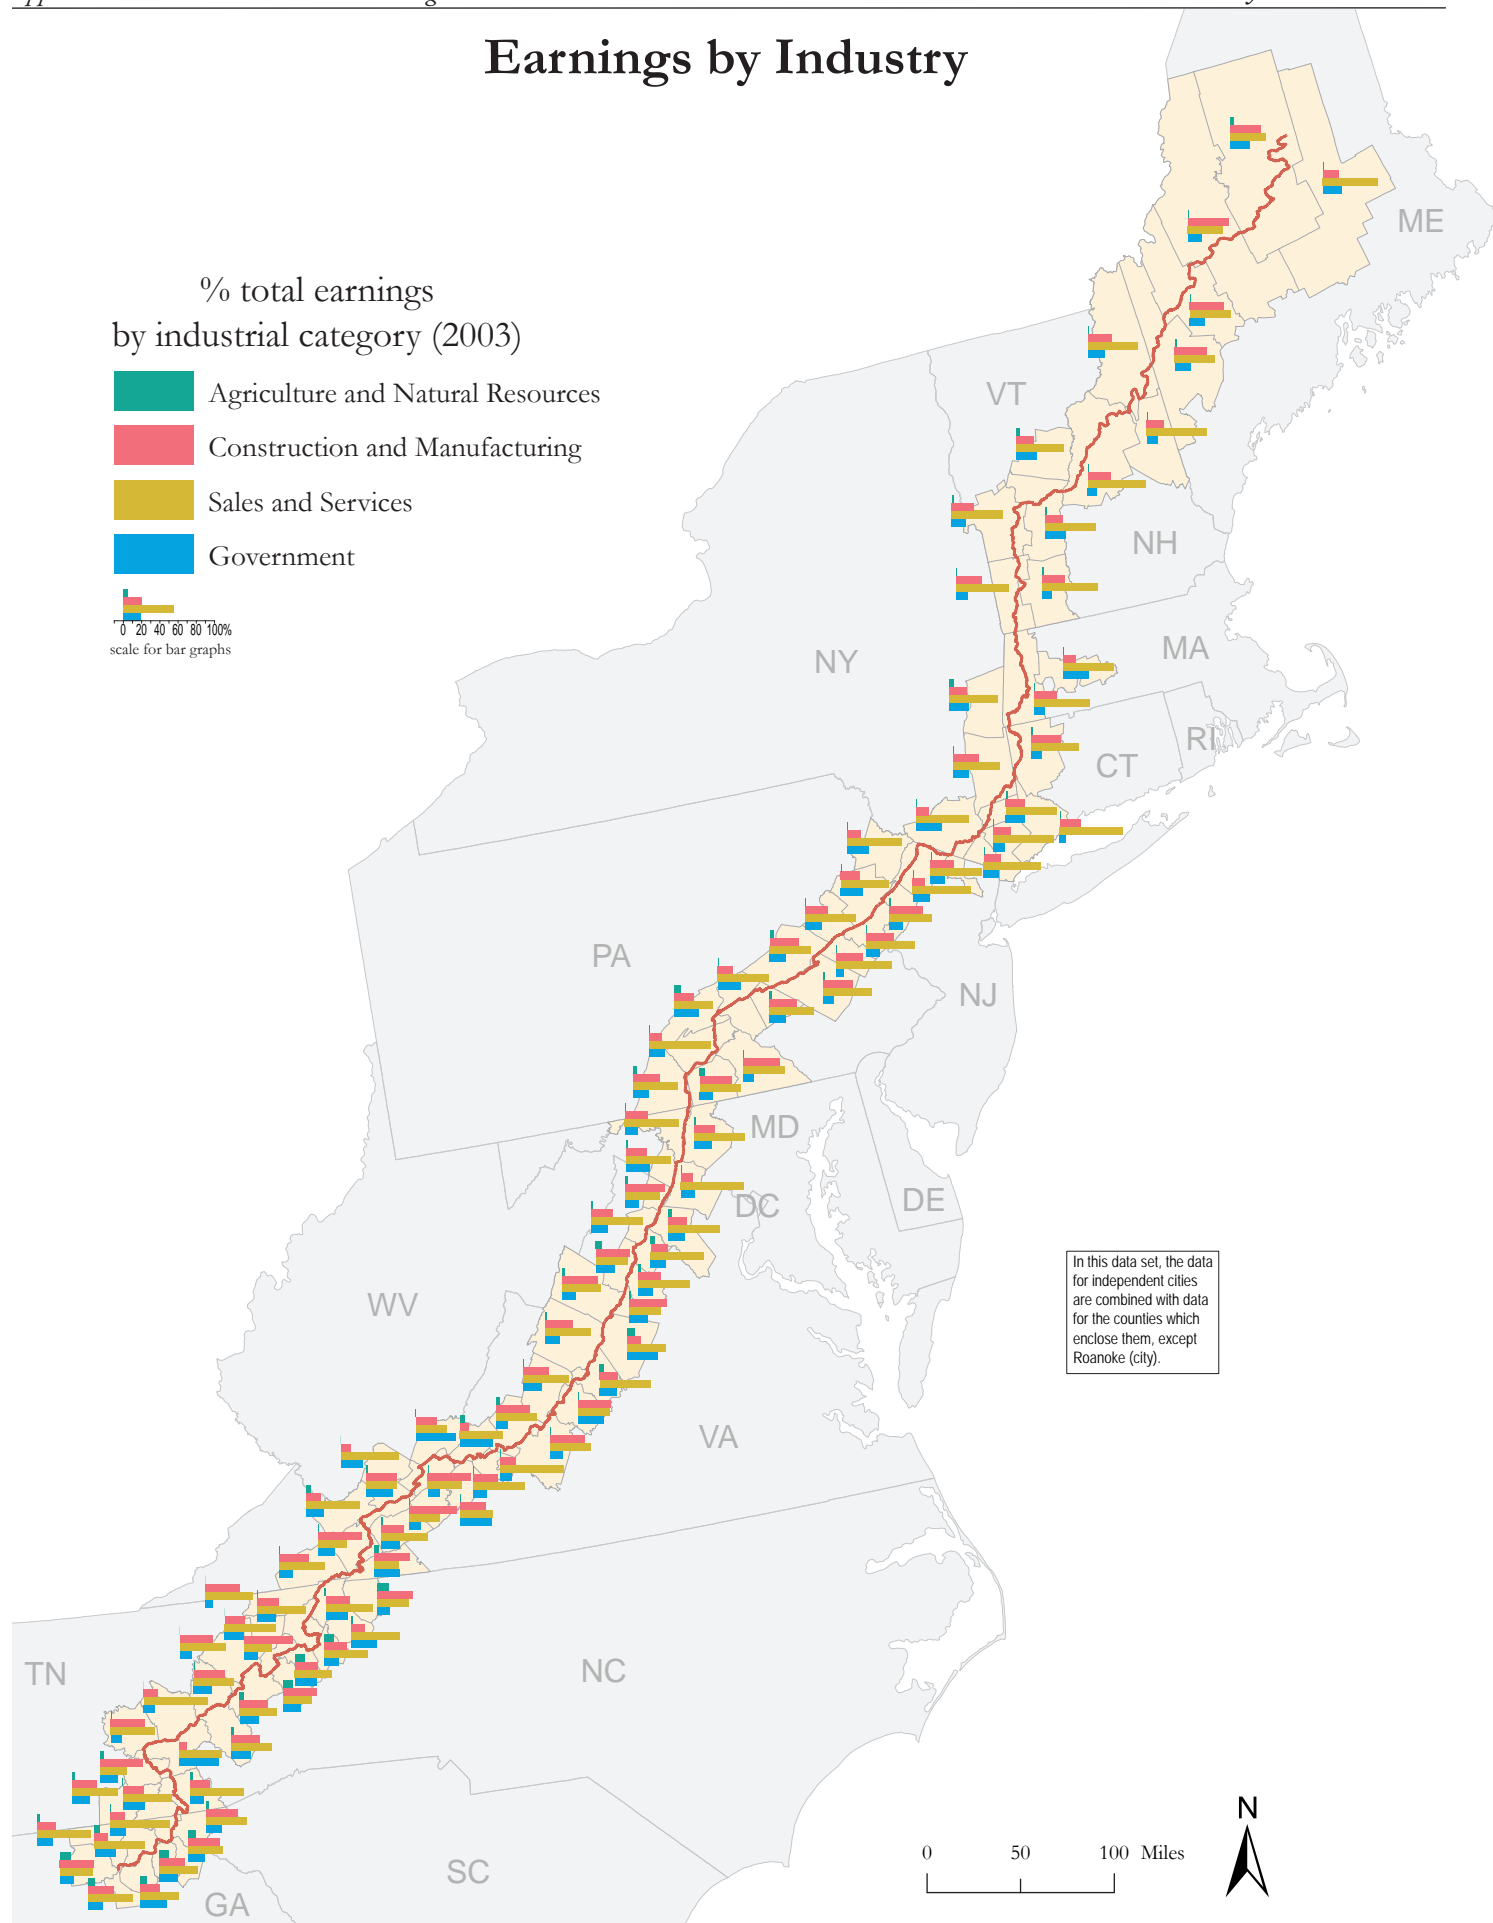 Earnings by Industry
% total earnings
by industrial category (2003)
Agriculture and Natural Resources
Construction and Manufacturing
Sales and Services
Government
0 20 40 60 80 100%
scale for bar graphs
ME
VT
NH
NY
MA
CT
RI
PA
NJ
MD
DE
DC
WV
VA
In this data set, the data
for independent cities
are combined with data
for the counties which
enclose them, except
Roanoke (city).
TN
NC
SC
GA
0 50 100 Miles
N